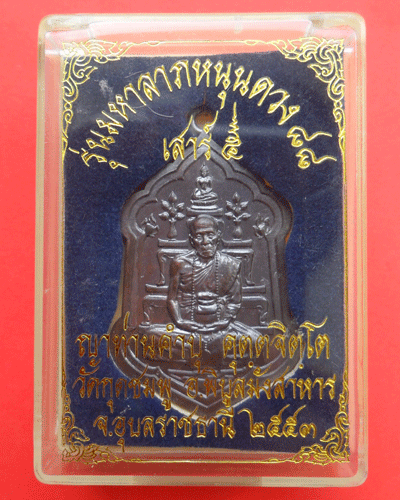 รุ่นมหาลาภหนุนดวง ๕๓
เสาร์ ๕
ญาท่านคำบุ คุตฺตจิตฺโต
วัดกุดชมภู อ.พิบูลมังสาหาร
จ.อุบลราชธานี ๒๕๕๓